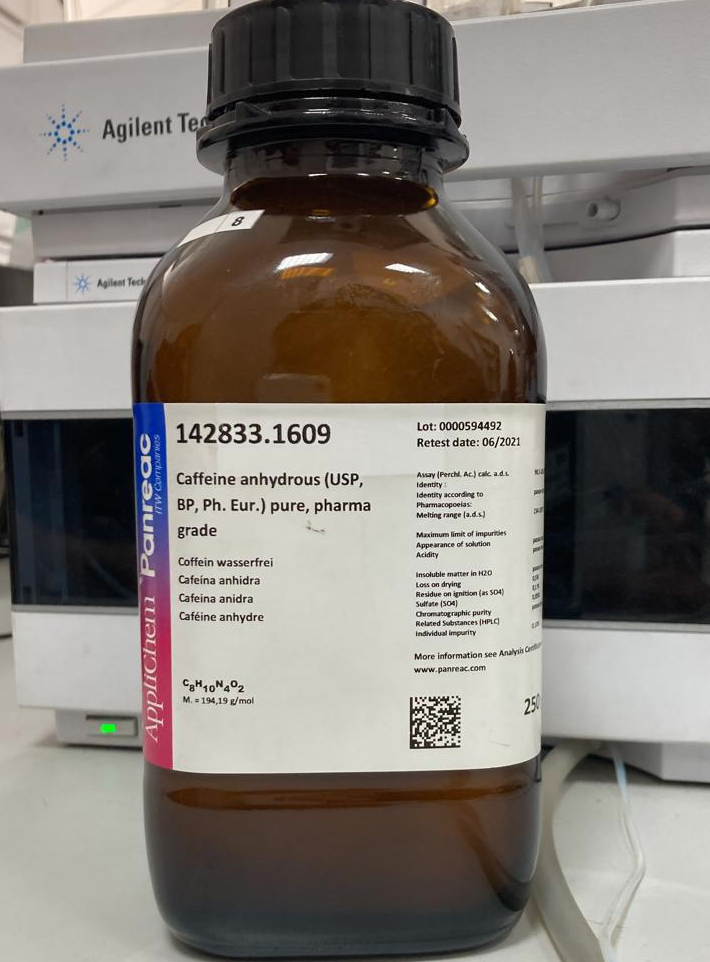 Agilent
8
Agilent
142833.1609
Caffeine anhydrous (USP,
BP, Ph. Eur.) pure, pharma
grade
Coffein wasserfrei
Cafeína anhidra
Cafeina anidra
Caféine anhydre
C8H10N4O2
M. = 194,19 g/mol
AppliChem Panreac
ITW Companies
Lot: 0000594492
Retest date: 06/2021
Assay (Perchl. Ac.) calc. a.d.s.
Identity :
Identity according to
Pharmacopoeias:
Melting range (a.d.s.)
Maximum limit of impurities
Appearance of solution
Acidity
Insoluble matter in H2O
Loss on drying
Residue on ignition (as SO4)
Sulfate (SO4)
Chromatographic purity
Related Substances (HPLC)
Individual impurity
More information see Analysis
www.panreac.com
250